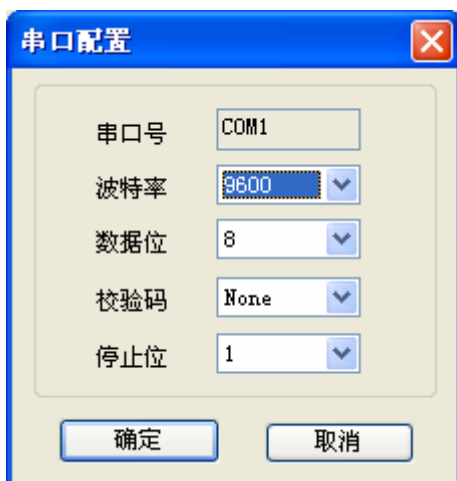 串口配置
串口号 COM1
波特率 9600
数据位 8
校验码 None
停止位 1
确定 取消